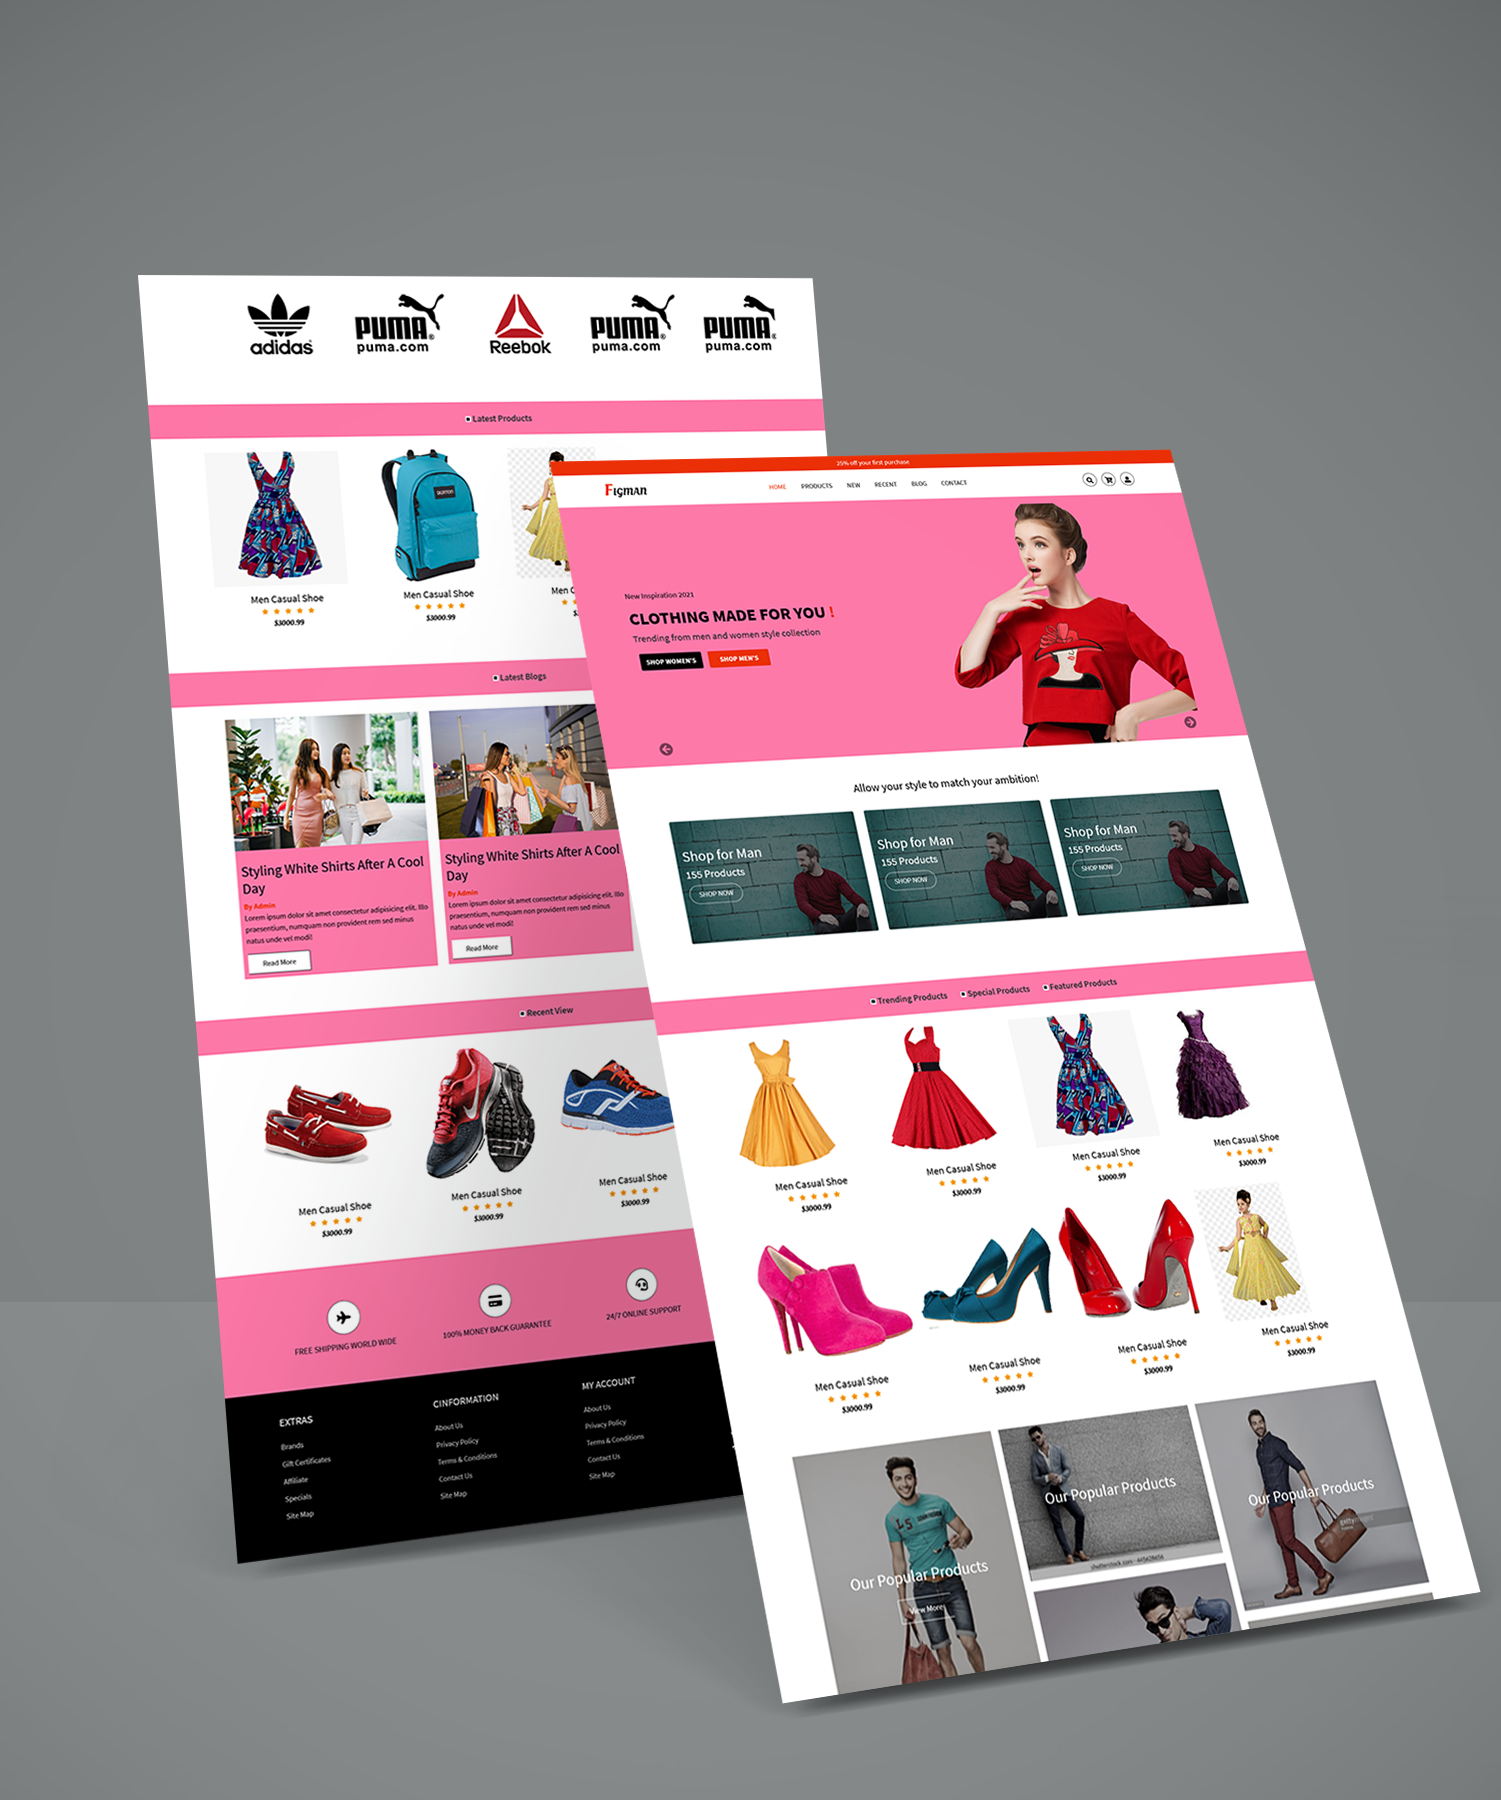 adidas
PUMA
puma.com
Reebok
PUMA
puma.com
PUMA
puma.com
Latest Products
Men Casual Shoe
$3000.99
Men Casual Shoe
$3000.99
Latest Blogs
Styling White Shirts After A Cool
Day
By Admin
Lorem ipsum dolor sit amet consectetur adipisicing elit. Illo
praesentium, numquam non provident rem sed minus
natus unde vel modi!
Read More
Styling White Shirts After A Cool
Day
By Admin
Lorem ipsum dolor sit amet consectetur adipisicing elit. Illo
praesentium, numquam non provident rem sed minus
natus unde vel modi!
Read More
Recent View
Men Casual Shoe
$3000.99
Men Casual Shoe
$3000.99
Men Casual Shoe
$3000.99
FREE SHIPPING WORLD WIDE
100% MONEY BACK GUARANTEE
24/7 ONLINE SUPPORT
EXTRAS
Brands
Gift Certificates
Affiliate
Specials
Site Map
CINFORMATION
About Us
Privacy Policy
Terms & Conditions
Contact Us
Site Map
MY ACCOUNT
About Us
Privacy Policy
Terms & Conditions
Contact Us
Site Map
25% off your first purchase
Figman
HOME PRODUCTS NEW RECENT BLOG CONTACT
New Inspiration 2021
CLOTHING MADE FOR YOU !
Trending from men and women style collection
SHOP WOMEN'S SHOP MEN'S
Allow your style to match your ambition!
Shop for Man
155 Products
SHOP NOW
Shop for Man
155 Products
SHOP NOW
Shop for Man
155 Products
SHOP NOW
Trending Products Special Products Featured Products
Men Casual Shoe
$3000.99
Men Casual Shoe
$3000.99
Men Casual Shoe
$3000.99
Men Casual Shoe
$3000.99
Men Casual Shoe
$3000.99
Men Casual Shoe
$3000.99
Men Casual Shoe
$3000.99
Men Casual Shoe
$3000.99
Our Popular Products
View More
Our Popular Products
Our Popular Products